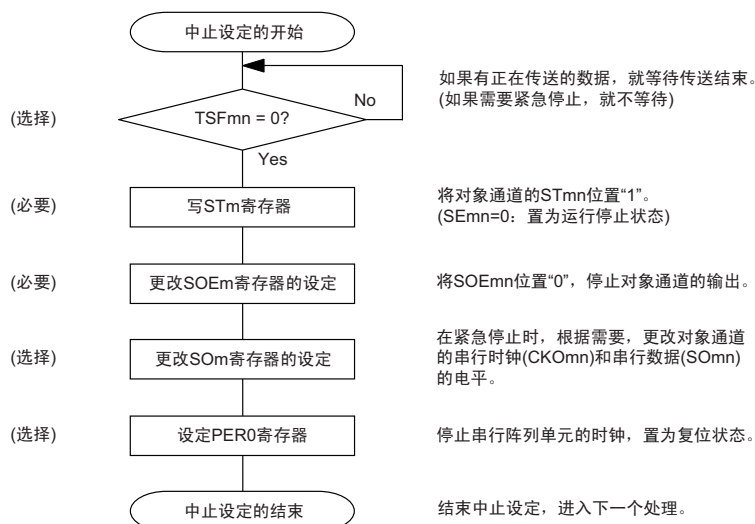 中止设定的开始
如果有正在传送的数据，就等待传送结束。
(如果需要紧急停止，就不等待)
No
(选择)
TSFmn = 0?
Yes
(必要)
写STm寄存器
将对象通道的STmn位置“1”。
(SEmn=0：置为运行停止状态)
(必要)
更改SOEm寄存器的设定
将SOEmn位置“0”，停止对象通道的输出。
(选择)
更改SOm寄存器的设定
在紧急停止时，根据需要，更改对象通道
的串行时钟(CKOmn)和串行数据(SOmn)
的电平。
(选择)
设定PER0寄存器
停止串行阵列单元的时钟，置为复位状态。
中止设定的结束
结束中止设定，进入下一个处理。